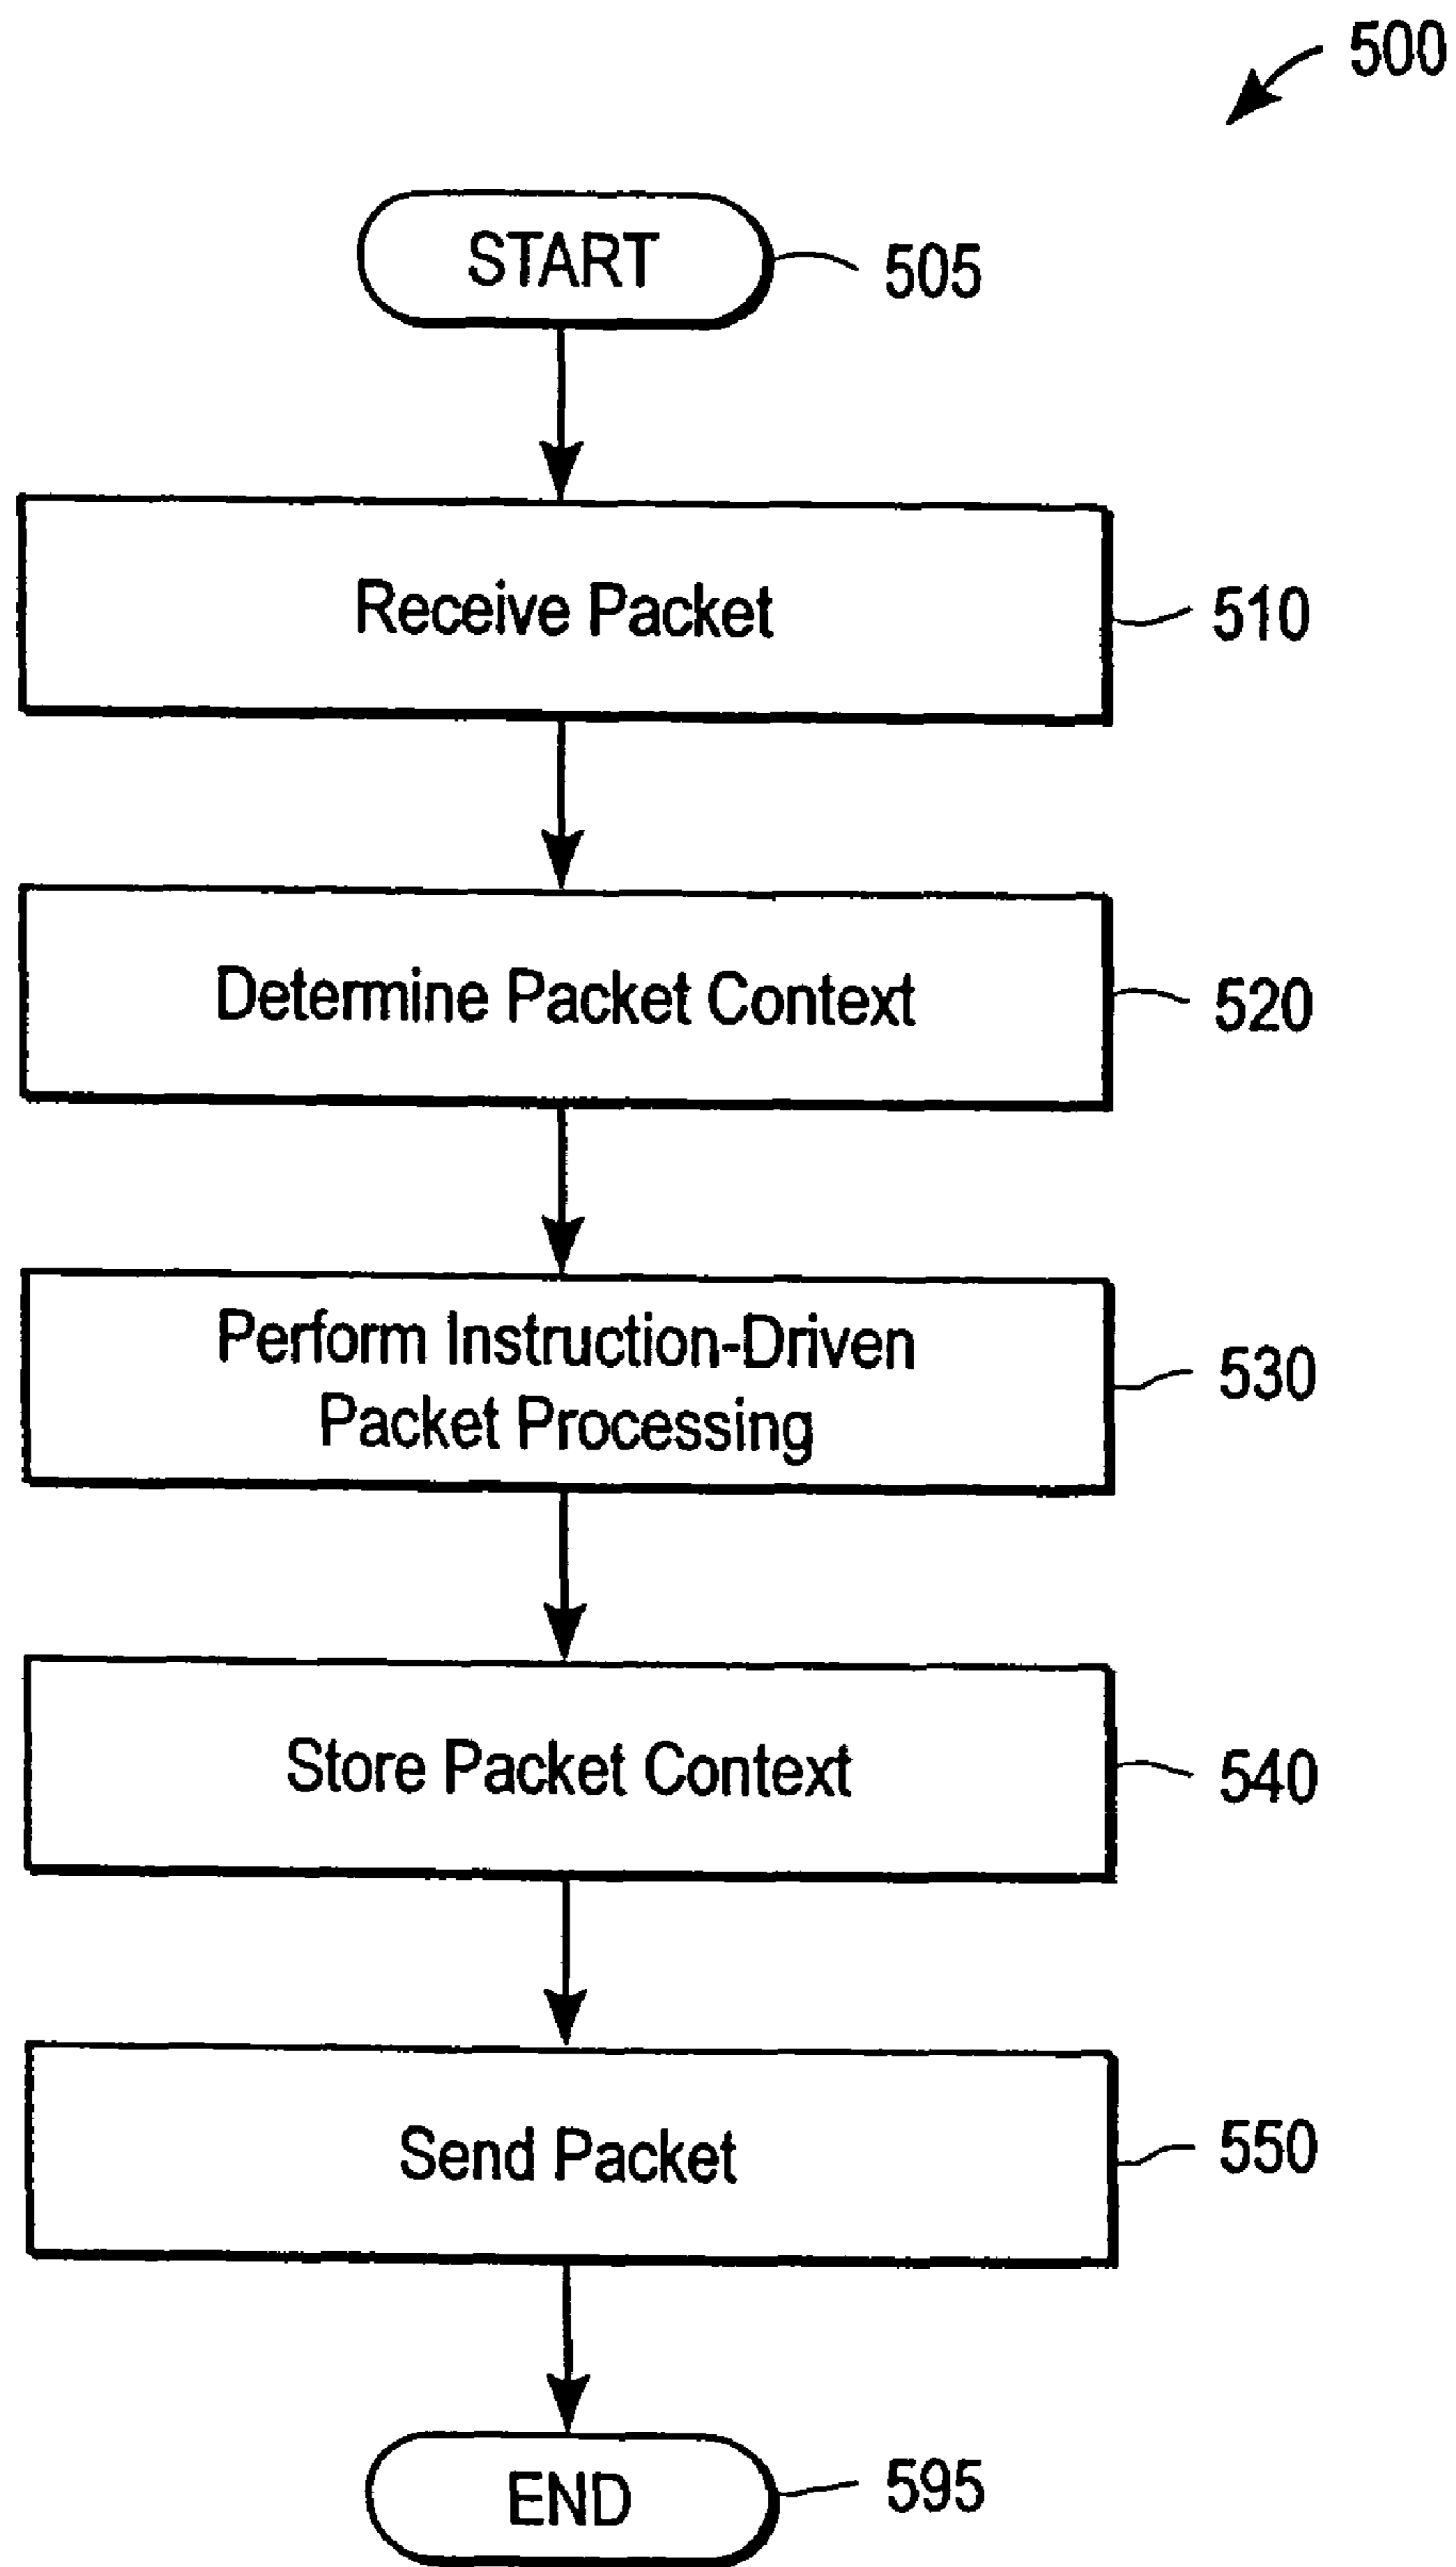 500
START
505
Receive Packet
510
Determine Packet Context
520
Perform Instruction-Driven
Packet Processing
530
Store Packet Context
540
Send Packet
550
END
595